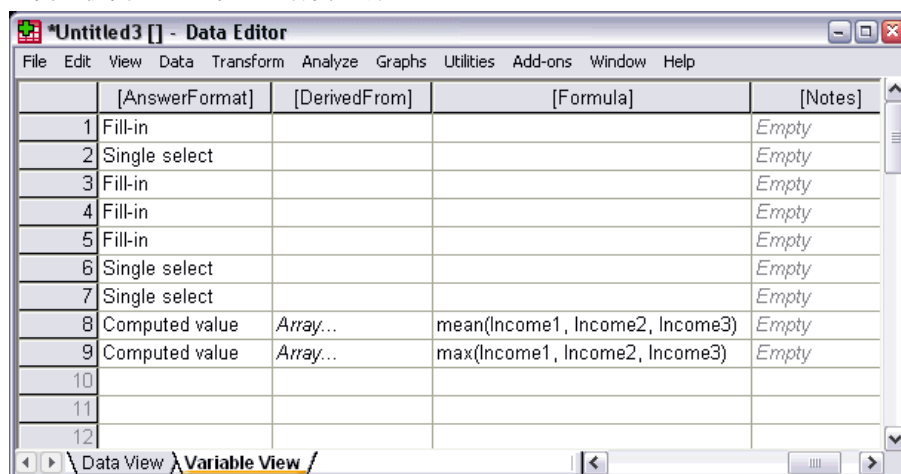 *Untitled3 [] - Data Editor
File Edit View Data Transform Analyze Graphs Utilities Add-ons Window Help
[AnswerFormat] [DerivedFrom] [Formula] [Notes]
1 Fill-in Empty
2 Single select Empty
3 Fill-in Empty
4 Fill-in Empty
5 Fill-in Empty
6 Single select Empty
7 Single select Empty
8 Computed value Array... mean(Income1, Income2, Income3) Empty
9 Computed value Array... max(Income1, Income2, Income3) Empty
10
11
12
Data View Variable View